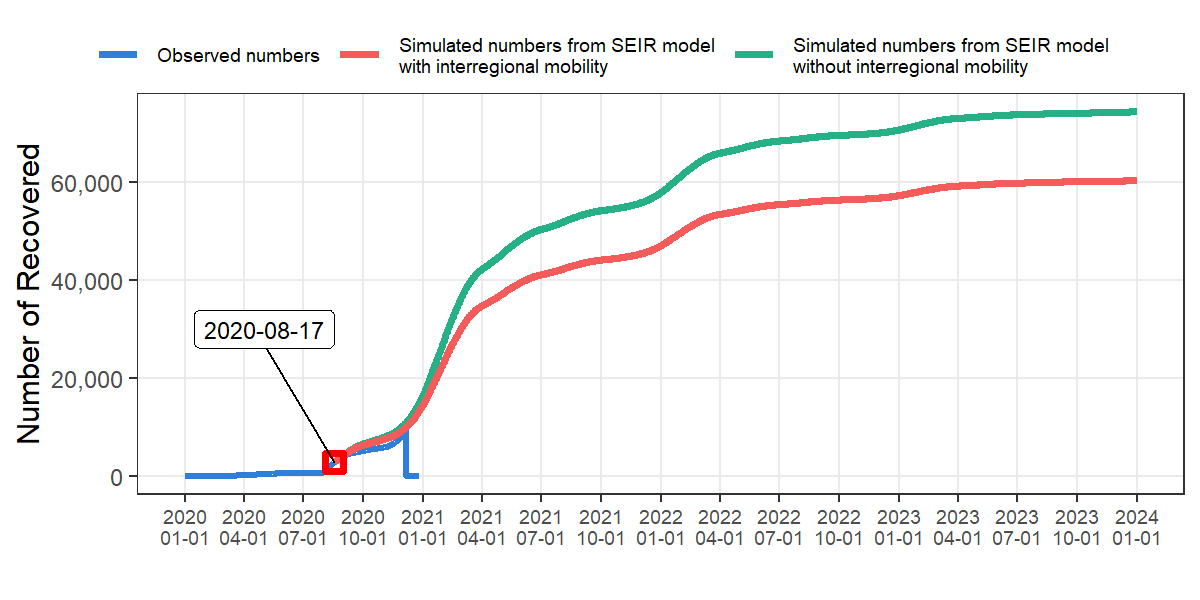 Observed numbers
Simulated numbers from SEIR model
with interregional mobility
Simulated numbers from SEIR model
without interregional mobility
Number of Recovered
60,000
40,000
20,000
0
2020-08-17
2020 2020 2020 2020 2021 2021 2021 2021 2022 2022 2022 2022 2023 2023 2023 2023 2024
01-01 04-01 07-01 10-01 01-01 04-01 07-01 10-01 01-01 04-01 07-01 10-01 01-01 04-01 07-01 10-01 01-01